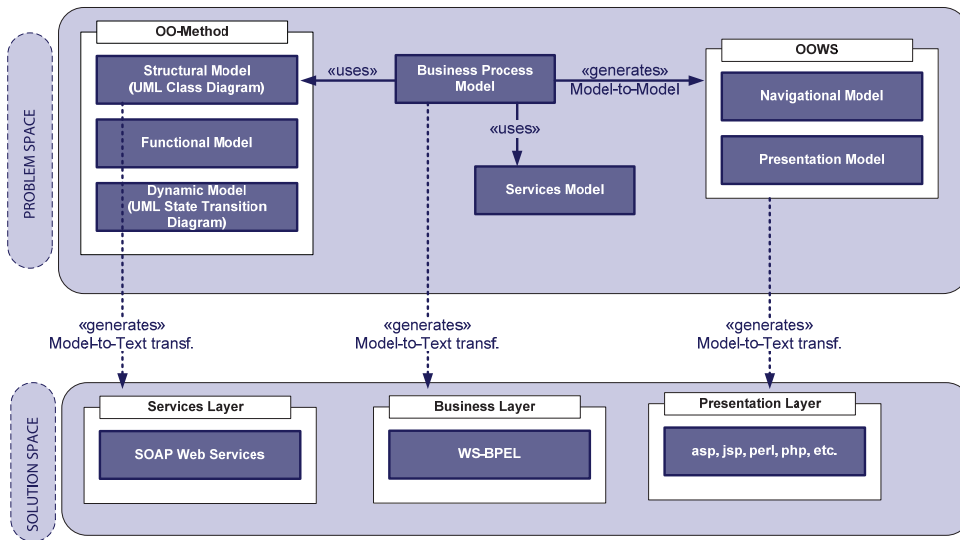 PROBLEM SPACE
OO-Method
Structural Model
(UML Class Diagram)
Functional Model
Dynamic Model
(UML State Transition
Diagram)
«uses»
Business Process
Model
«uses»
Services Model
«generates»
Model-to-Model
OOWS
Navigational Model
Presentation Model
«generates»
Model-to-Text transf.
«generates»
Model-to-Text transf.
«generates»
Model-to-Text transf.
SOLUTION SPACE
Services Layer
SOAP Web Services
Business Layer
WS-BPEL
Presentation Layer
asp, jsp, perl, php, etc.